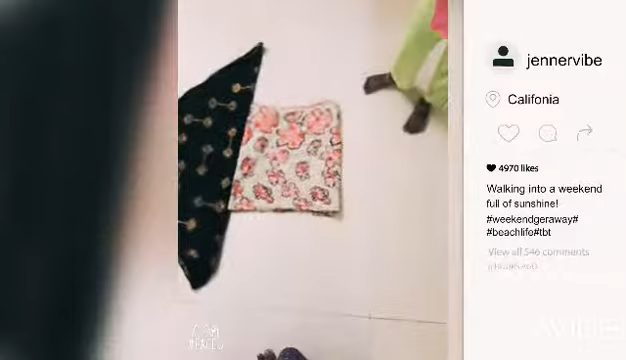 jennervibe
Califonia
4970 likes
Walking into a weekend
full of sunshine!
#weekendgeraway#
#beachlife#tbt
View all 546 comments